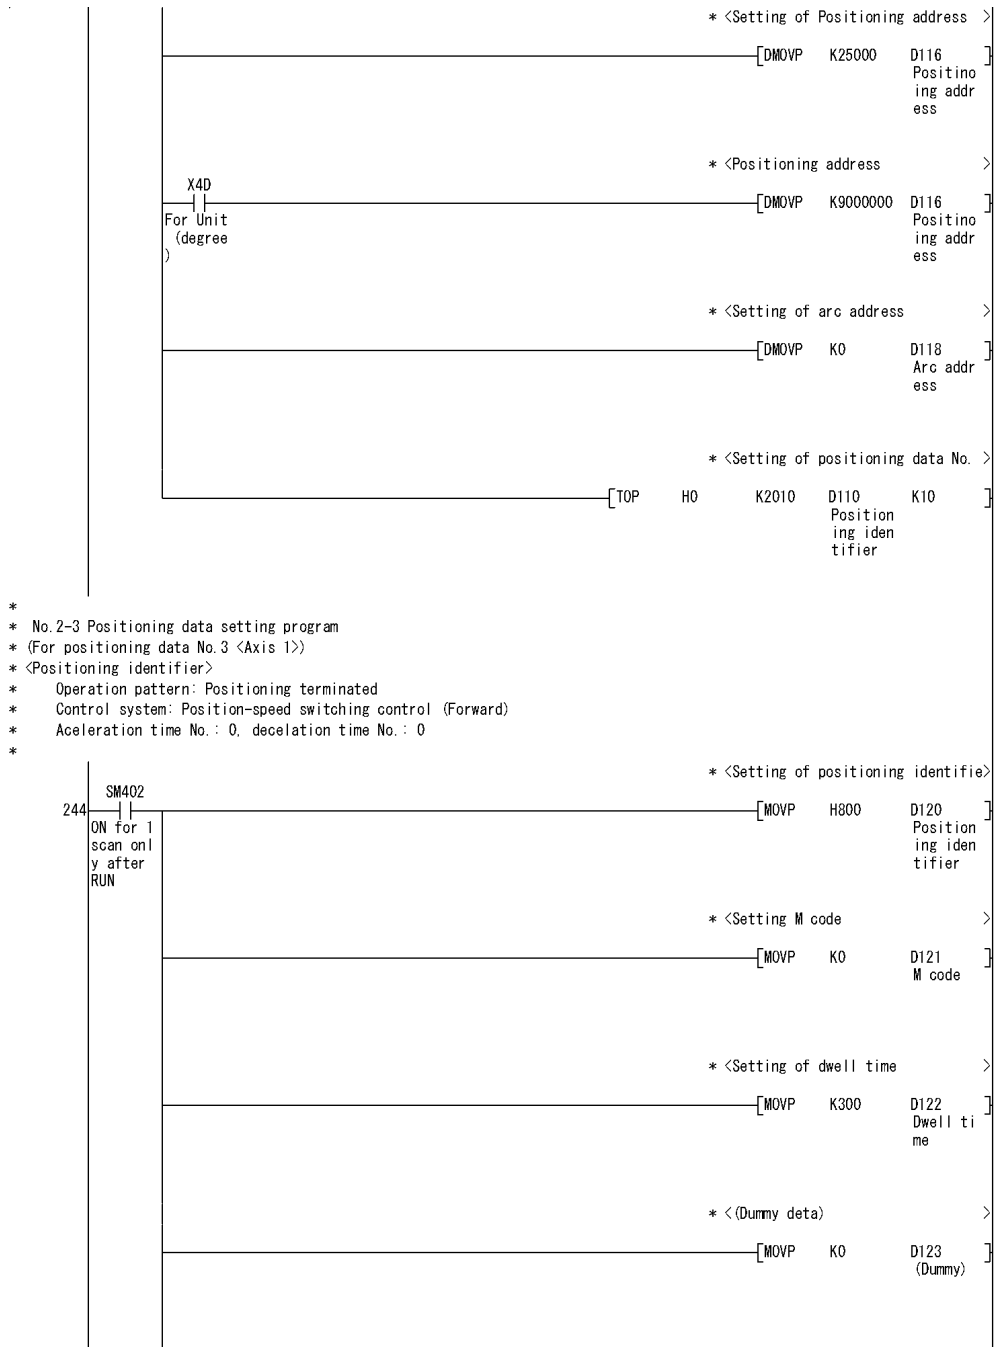 * <Setting of Positioning address >
[DMOVP K25000 D116 ]
Positino
ing addr
ess
* <Positioning address >
X4D
[DMOVP K9000000 D116 ]
For Unit
(degree
)
Positino
ing addr
ess
* <Setting of arc address >
[DMOVP K0 D118 ]
Arc addr
ess
* <Setting of positioning data No. >
[TOP H0 K2010 D110 K10 ]
Position
ing iden
tifier
*
* No.2-3 Positioning data setting program
* (For positioning data No.3 <Axis 1>)
* <Positioning identifier>
* Operation pattern: Positioning terminated
* Control system: Position-speed switching control (Forward)
* Aceleration time No.: 0, decelation time No.: 0
*
* <Setting of positioning identifie>
SM402
244 [MOVP H800 D120 ]
ON for 1
scan onl
y after
RUN
Position
ing iden
tifier
* <Setting M code >
[MOVP K0 D121 ]
M code
* <Setting of dwell time >
[MOVP K300 D122 ]
Dwell ti
me
* <(Dummy deta) >
[MOVP K0 D123 ]
(Dummy)